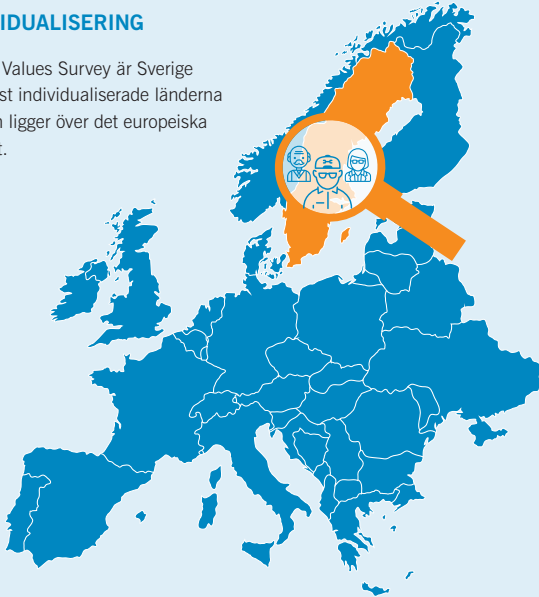 IDUALISERING
Values Survey är Sverige
st individualiserade länderna
ligger över det europeiska
t.